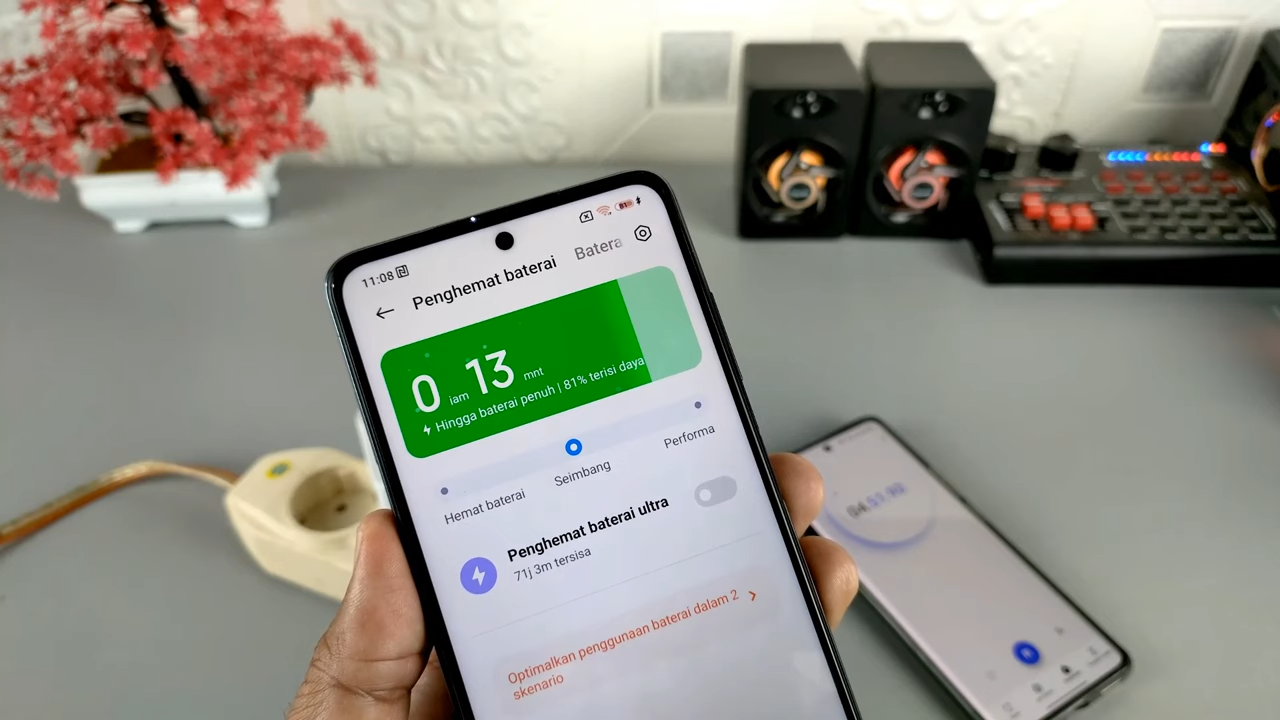 11:08
81
Penghemat baterai
Batera
0 jam 13 mnt
Hingga baterai penuh | 81% terisi daya
Performa
Seimbang
Hemat baterai
Penghemat baterai ultra
71j 3m tersisa
Optimalkan penggunaan baterai dalam 2
skenario